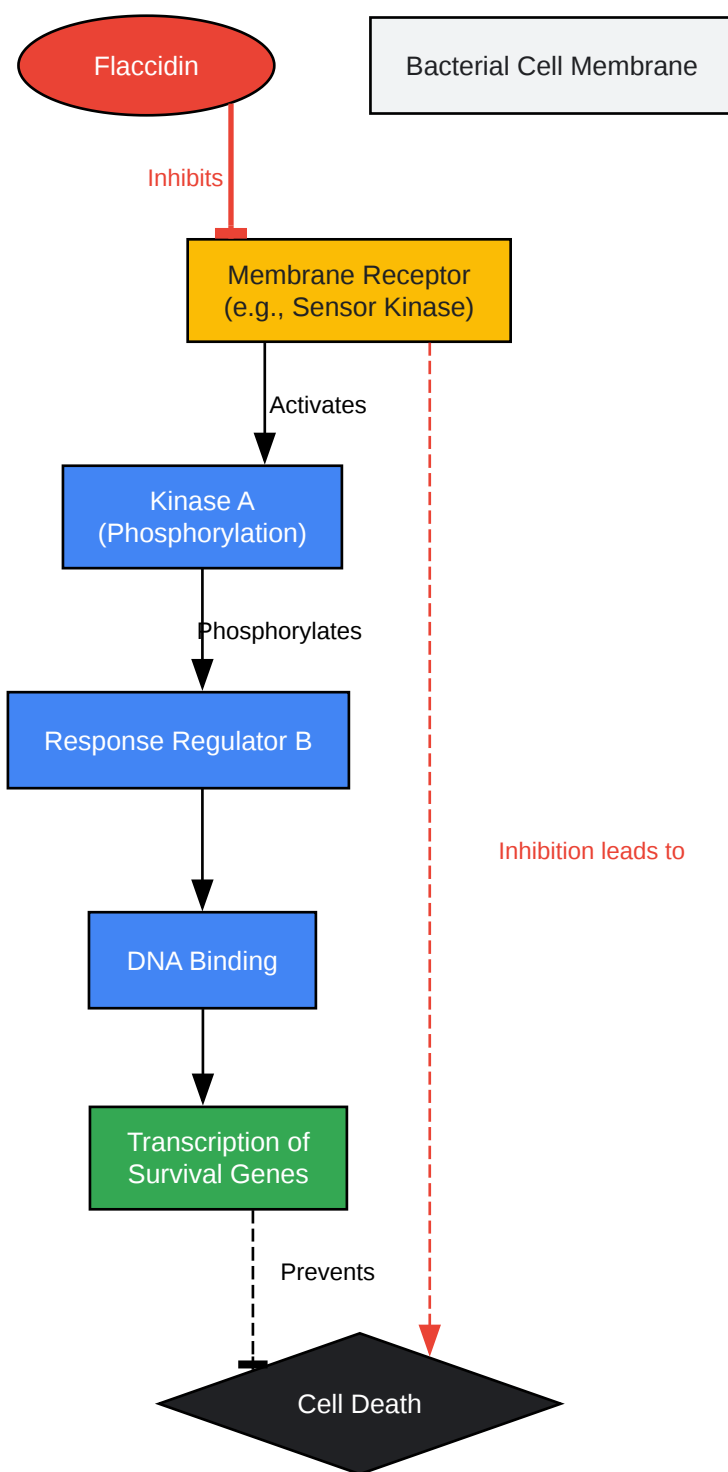 Flaccidin
Bacterial Cell Membrane
Inhibits
Membrane Receptor
(e.g., Sensor Kinase)
Activates
Kinase A
(Phosphorylation)
Phosphorylates
Response Regulator B
Inhibition leads to
DNA Binding
Transcription of
Survival Genes
Prevents
Cell Death